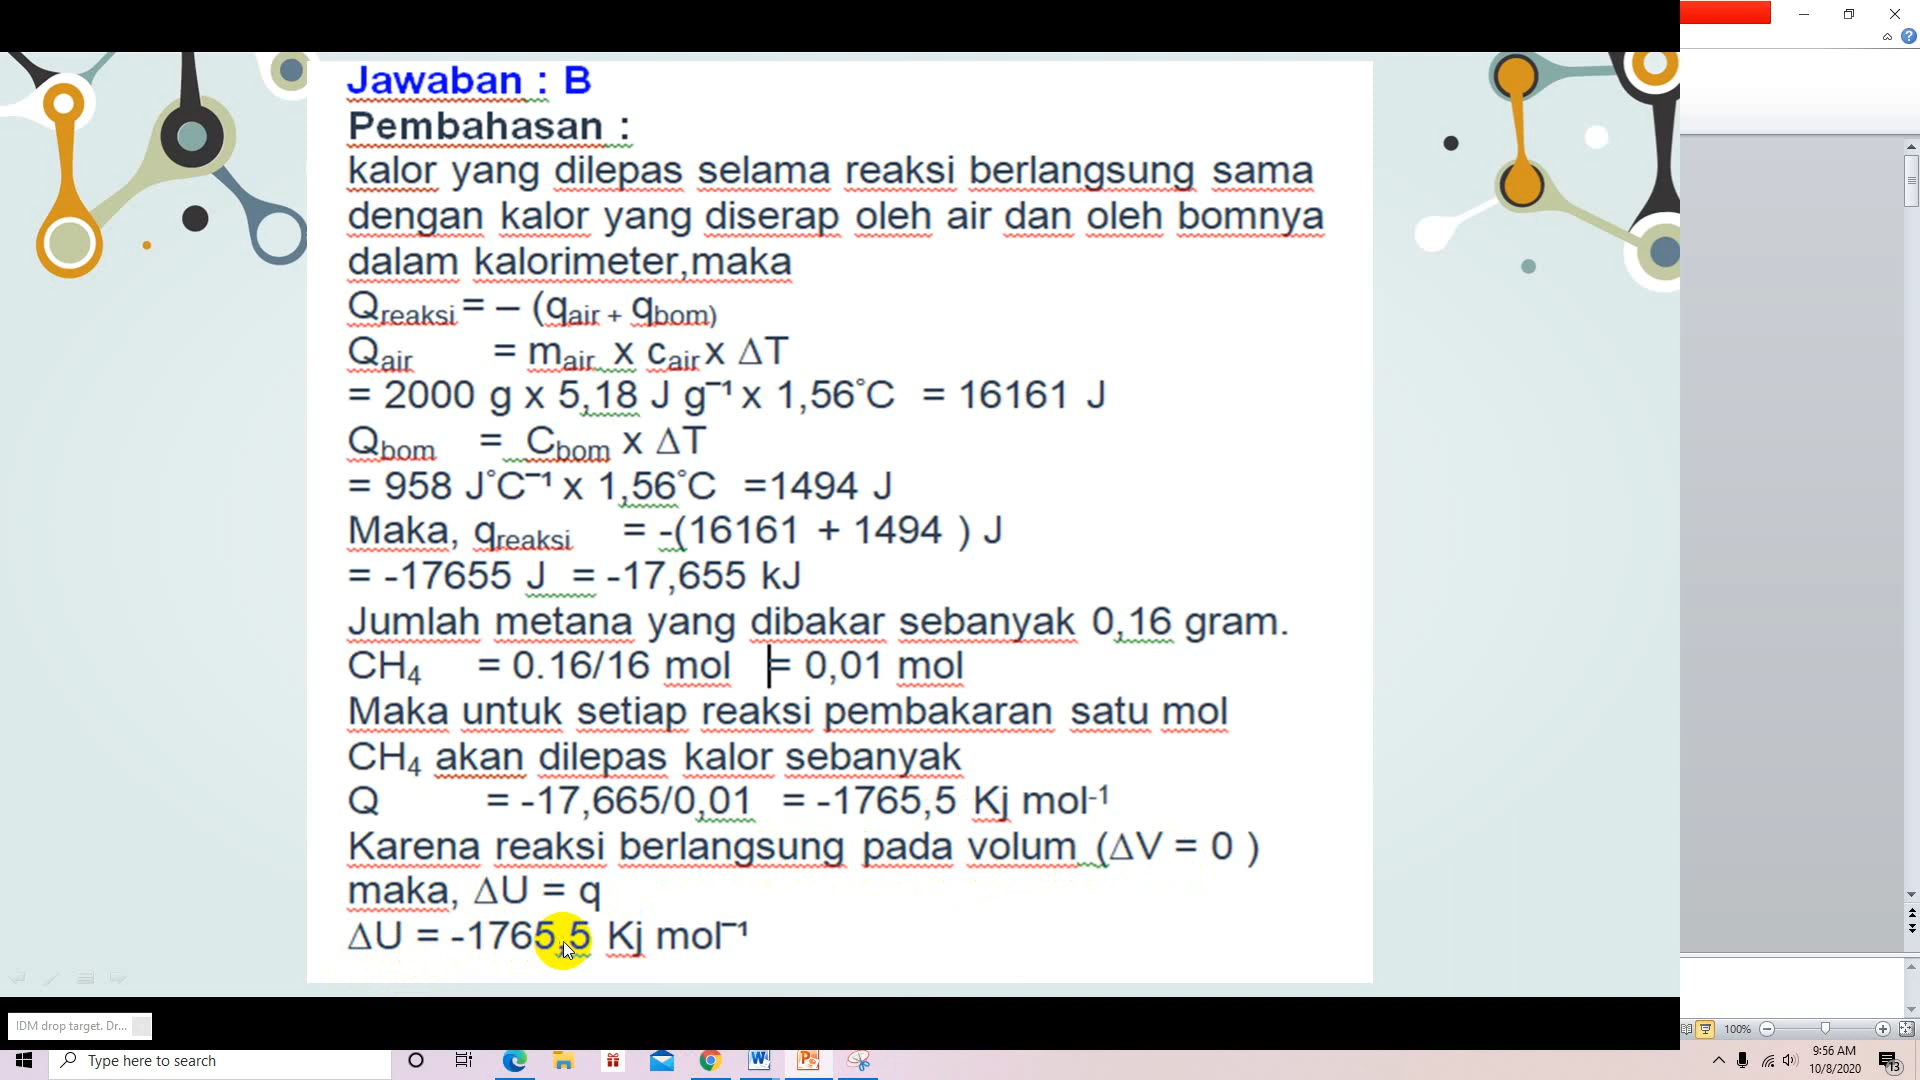 Jawaban : B
Pembahasan :
kalor yang dilepas selama reaksi berlangsung sama
dengan kalor yang diserap oleh air dan oleh bomnya
dalam kalorimeter,maka
Qreaksi = – (qair + qbom)
Qair = mair x cair x ∆T
= 2000 g x 5,18 J g⁻¹ x 1,56°C = 16161 J
Qbom = Cbom x ∆T
= 958 J°C⁻¹ x 1,56°C =1494 J
Maka, qreaksi = -(16161 + 1494 ) J
= -17655 J = -17,655 kJ
Jumlah metana yang dibakar sebanyak 0,16 gram.
CH₄ = 0.16/16 mol = 0,01 mol
Maka untuk setiap reaksi pembakaran satu mol
CH₄ akan dilepas kalor sebanyak
Q = -17,665/0,01 = -1765,5 Kj mol⁻¹
Karena reaksi berlangsung pada volum (∆V = 0 )
maka, ∆U = q
∆U = -1765,5 Kj mol⁻¹
IDM drop target. Dr...
100%
Type here to search
9:56 AM
10/8/2020
13